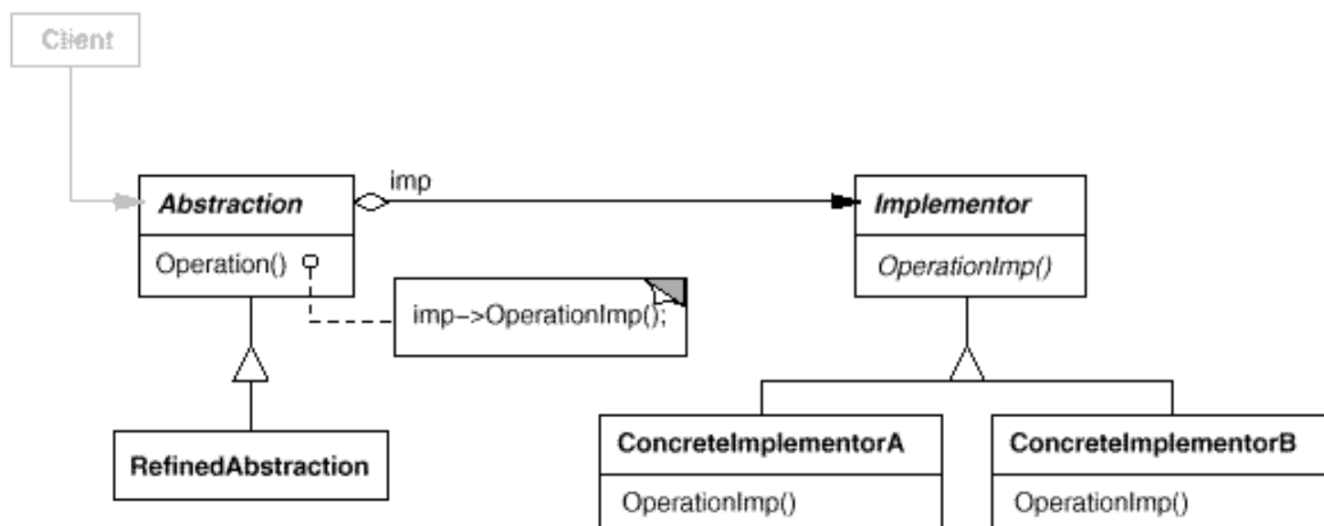 Client
imp
Abstraction
Implementor
Operation()
OperationImp()
imp->OperationImp();
RefinedAbstraction
ConcreteImplementorA
ConcreteImplementorB
OperationImp()
OperationImp()